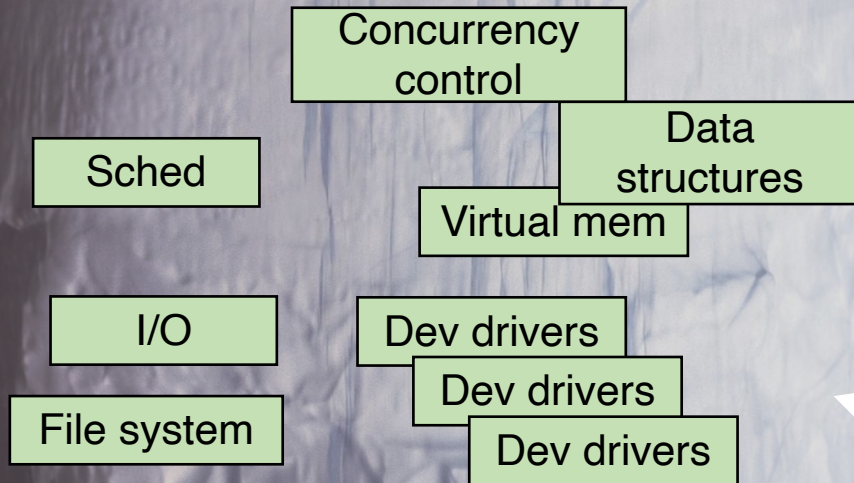 Concurrency
control
Data
structures
Sched
Virtual mem
I/O
Dev drivers
Dev drivers
File system
Dev drivers